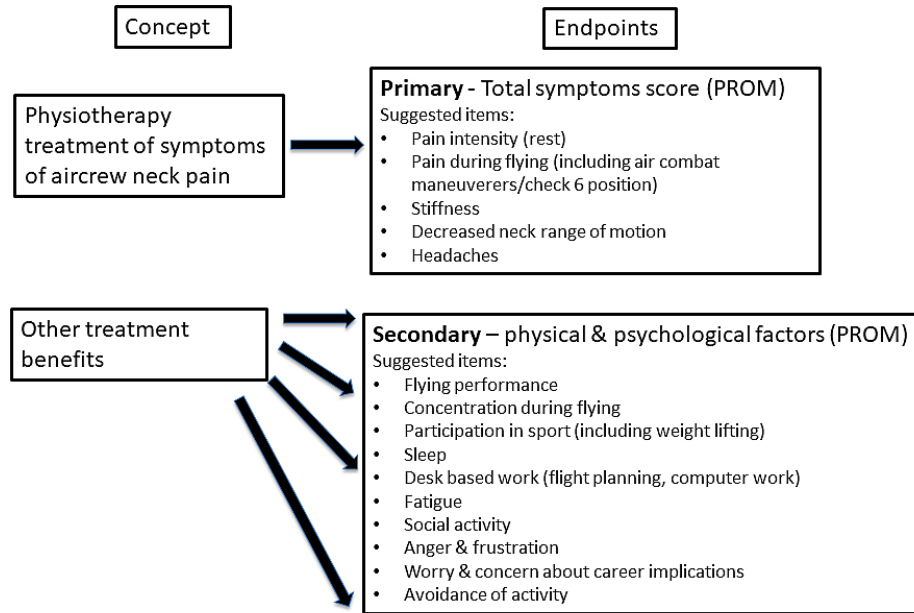 Concept
Endpoints
Physiotherapy
treatment of symptoms
of aircrew neck pain
Primary - Total symptoms score (PROM)
Suggested items:
• Pain intensity (rest)
• Pain during flying (including air combat
maneuverers/check 6 position)
• Stiffness
• Decreased neck range of motion
• Headaches
Other treatment
benefits
Secondary – physical & psychological factors (PROM)
Suggested items:
• Flying performance
• Concentration during flying
• Participation in sport (including weight lifting)
• Sleep
• Desk based work (flight planning, computer work)
• Fatigue
• Social activity
• Anger & frustration
• Worry & concern about career implications
• Avoidance of activity